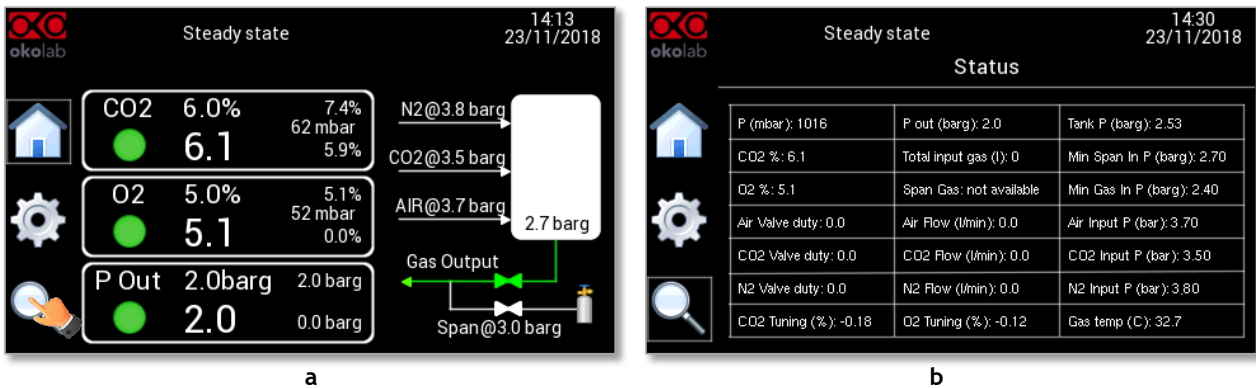 Steady state
14:13
23/11/2018
okolab
CO2 6.0% 7.4%
62 mbar
6.1 5.9%
O2 5.0% 5.1%
52 mbar
5.1 0.0%
P Out 2.0barg 2.0 barg
2.0 0.0 barg
N2@3.8 barg
CO2@3.5 barg
AIR@3.7 barg
2.7 barg
Gas Output
Span@3.0 barg
a
Steady state
14:30
23/11/2018
okolab
Status
P (mbar): 1016 P out (barg): 2.0 Tank P (barg): 2.53
CO2 %: 6.1 Total input gas (l): 0 Min Span In P (barg): 2.70
O2 %: 5.1 Span Gas: not available Min Gas In P (barg): 2.40
Air Valve duty: 0.0 Air Flow (l/min): 0.0 Air Input P (bar): 3.70
CO2 Valve duty: 0.0 CO2 Flow (l/min): 0.0 CO2 Input P (bar): 3.50
N2 Valve duty: 0.0 N2 Flow (l/min): 0.0 N2 Input P (bar): 3,80
CO2 Tuning (%): -0.18 O2 Tuning (%): -0.12 Gas temp (C): 32.7
b